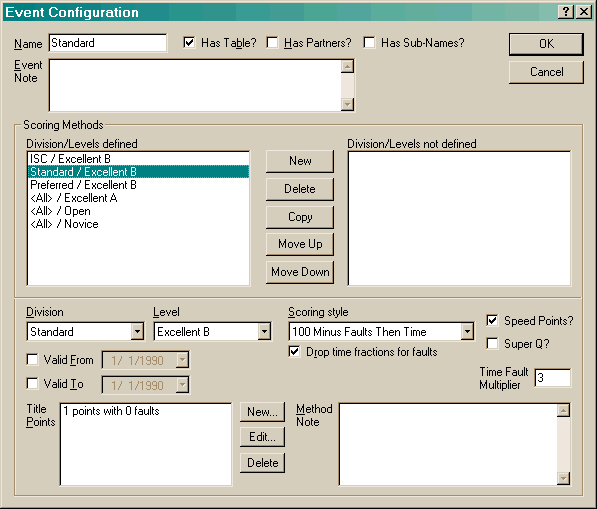 Event Configuration
Name Standard Has Table? Has Partners? Has Sub-Names? OK
Event Note Cancel
Scoring Methods
Division/Levels defined Division/Levels not defined
ISC / Excellent B New
Standard / Excellent B
Preferred / Excellent B Delete
<All> / Excellent A
<All> / Open Copy
<All> / Novice
Move Up
Move Down
Division Level Scoring style
Standard Excellent B 100 Minus Faults Then Time Speed Points?
Valid From 1/ 1/1990 Drop time fractions for faults Super Q?
Valid To 1/ 1/1990 Time Fault Multiplier 3
Title Points 1 points with 0 faults New... Method Note
Edit...
Delete